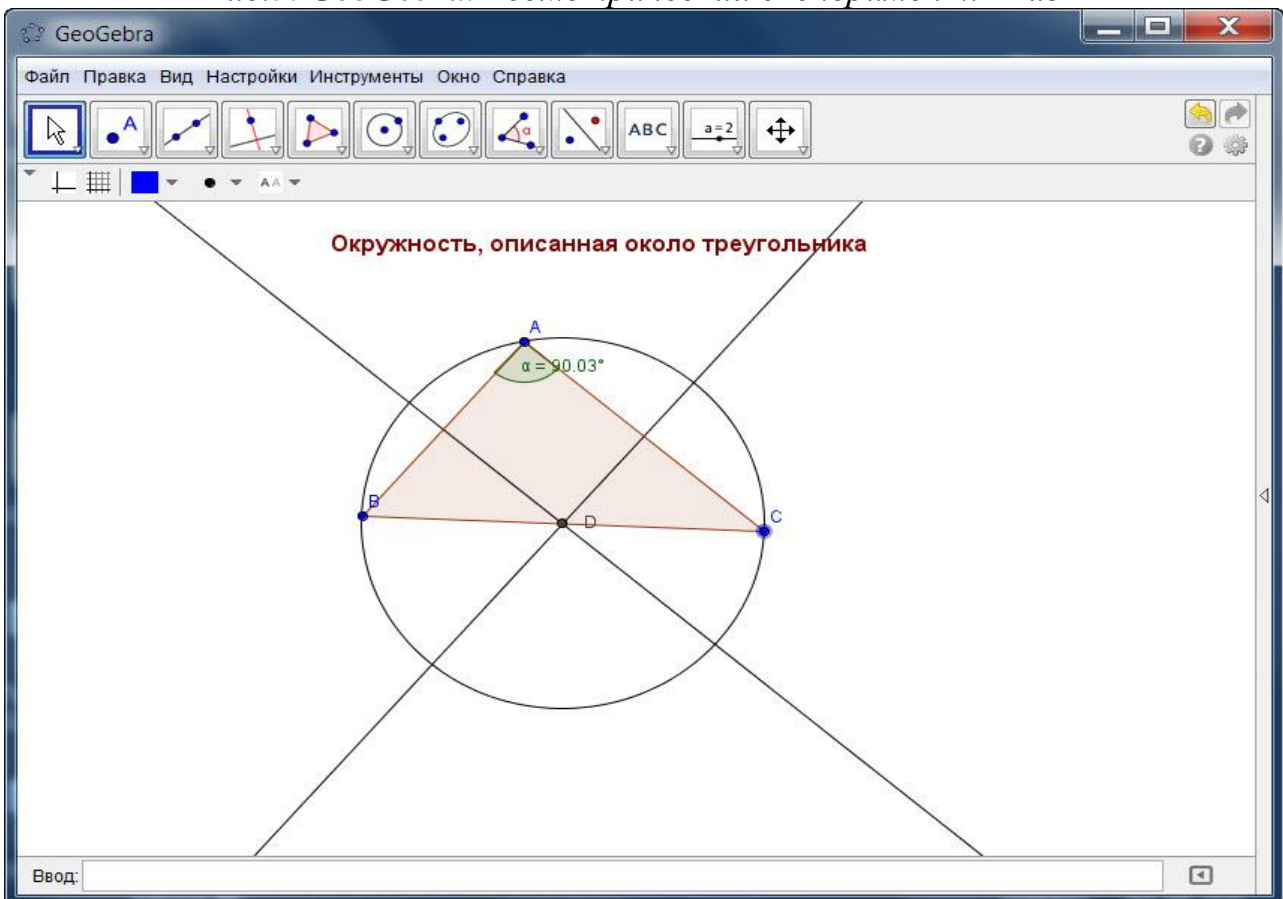 GeoGebra
Файл Правка Вид Настройки Инструменты Окно Справка
A α ABC a=2
A A
Окружность, описанная около треугольника
A
α = 90.03°
B
D
C
Ввод: